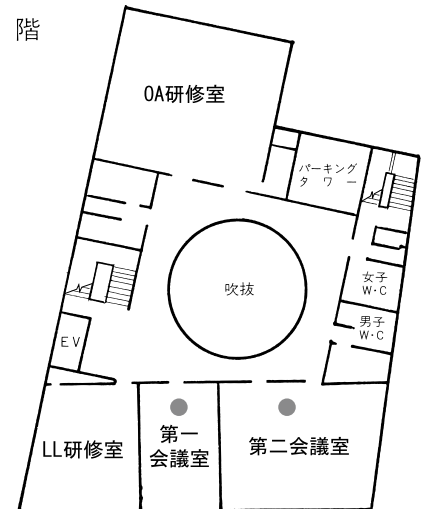 階
OA研修室
パーキング
タワー
吹抜
女子
W・C
男子
W・C
EV
LL研修室
第一
会議室
第二会議室